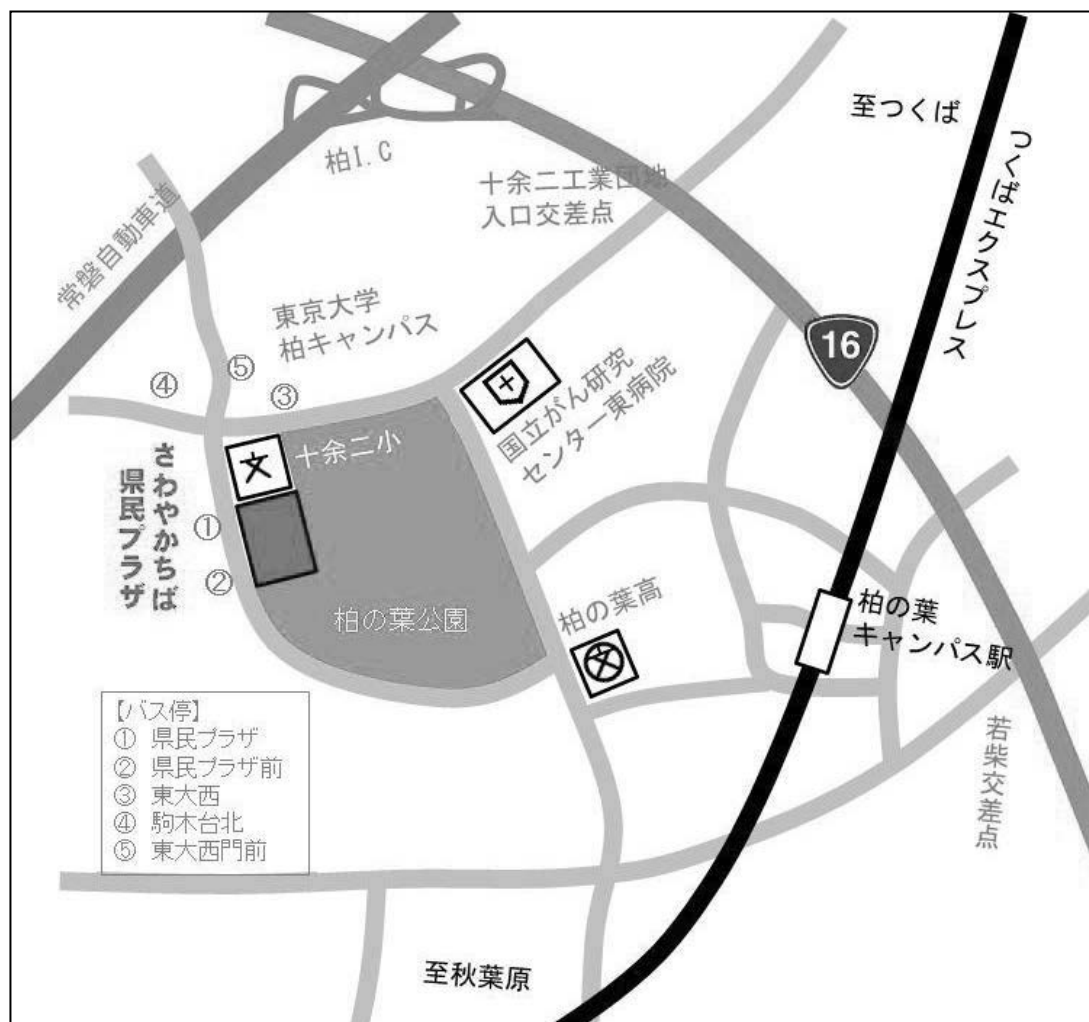 至つくば
つくばエクスプレス
柏I.C
十余二工業団地
入口交差点
常磐自動車道
東京大学
柏キャンパス
16
⑤
④
③
国立がん研究
センター東病院
十余二小
さわやかちば
県民プラザ
①
②
柏の葉公園
柏の葉高
柏の葉
キャンパス駅
若柴交差点
【バス停】
① 県民プラザ
② 県民プラザ前
③ 東大西
④ 駒木台北
⑤ 東大西門前
至秋葉原